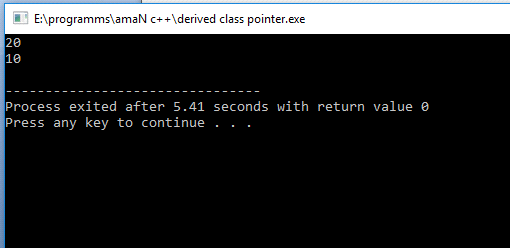 E:\programms\amaN c++\derived class pointer.exe
20
10
--------------------------------
Process exited after 5.41 seconds with return value 0
Press any key to continue . . .